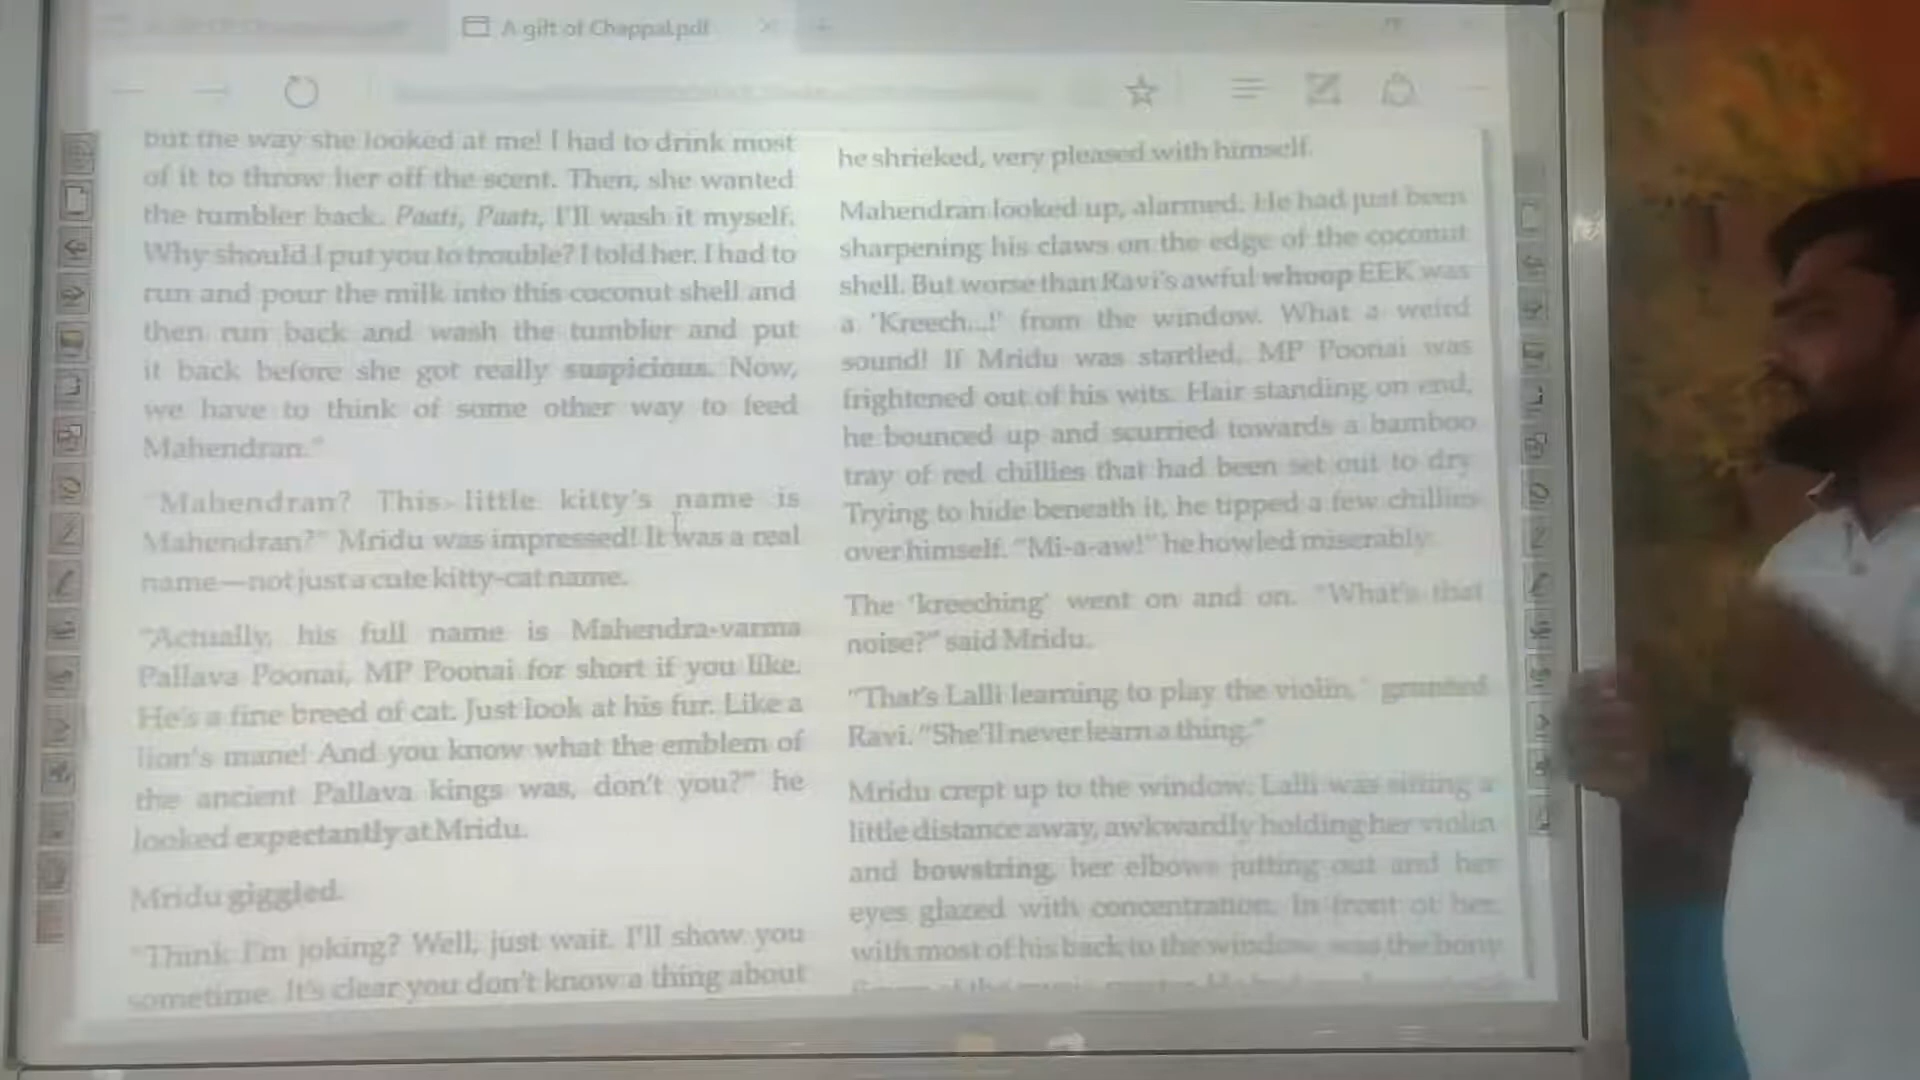 A gift of Chappal.pdf
but the way she looked at me! I had to drink most
of it to throw her off the scent. Then, she wanted
the tumbler back. Paati, Paati, I'll wash it myself.
Why should I put you to trouble? I told her. I had to
run and pour the milk into this coconut shell and
then run back and wash the tumbler and put
it back before she got really suspicious. Now,
we have to think of some other way to feed
Mahendran."
"Mahendran? This little kitty's name is
Mahendran?" Mridu was impressed! It was a real
name—not just a cute kitty-cat name.
"Actually, his full name is Mahendra-varma
Pallava Poonai, MP Poonai for short if you like.
He's a fine breed of cat. Just look at his fur. Like a
lion's mane! And you know what the emblem of
the ancient Pallava kings was, don't you?" he
looked expectantly at Mridu.
Mridu giggled.
"Think I'm joking? Well, just wait. I'll show you
sometime. It's clear you don't know a thing about
he shrieked, very pleased with himself.
Mahendran looked up, alarmed. He had just been
sharpening his claws on the edge of the coconut
shell. But worse than Ravi's awful whoop EEK was
a 'Kreech...!' from the window. What a weird
sound! If Mridu was startled, MP Poonai was
frightened out of his wits. Hair standing on end,
he bounced up and scurried towards a bamboo
tray of red chillies that had been set out to dry
Trying to hide beneath it, he tipped a few chillies
over himself. "Mi-a-aw!" he howled miserably.
The 'kreeching' went on and on. "What's that
noise?" said Mridu.
"That's Lalli learning to play the violin," grunted
Ravi. "She'll never learn a thing."
Mridu crept up to the window. Lalli was sitting a
little distance away, awkwardly holding her violin
and bowstring, her elbows jutting out and her
eyes glazed with concentration. In front of her,
with most of his back to the window, was the bony